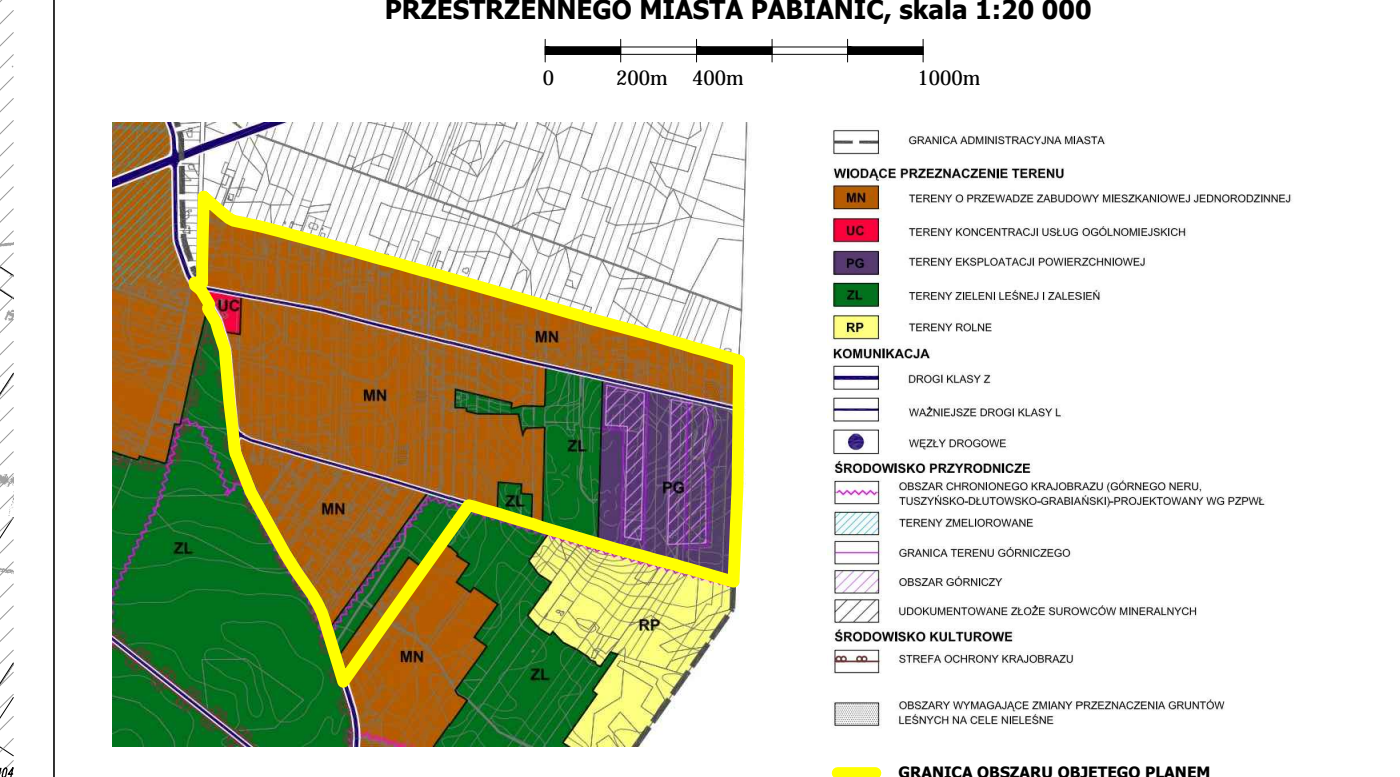 PRZESTRZENNEGO MIASTA PABIANIC, skala 1:20 000
0 200m 400m 1000m
GRANICA ADMINISTRACYJNA MIASTA
WIODĄCE PRZEZNACZENIE TERENU
MN TERENY O PRZEWADZE ZABUDOWY MIESZKANIOWEJ JEDNORODZINNEJ
UC TERENY KONCENTRACJI USŁUG OGÓLNOMIEJSKICH
PG TERENY EKSPLOATACJI POWIERZCHNIOWEJ
ZL TERENY ZIELENI LEŚNEJ I ZALESIEŃ
RP TERENY ROLNE
KOMUNIKACJA
DROGI KLASY Z
WAŻNIEJSZE DROGI KLASY L
WĘZŁY DROGOWE
ŚRODOWISKO PRZYRODNICZE
OBSZAR CHRONIONEGO KRAJOBRAZU (GÓRNEGO NERU,
TUSZYŃSKO-DŁUTOWSKO-GRABIAŃSKI)-PROJEKTOWANY WG PZPWŁ
TERENY ZMELIOROWANE
GRANICA TERENU GÓRNICZEGO
OBSZAR GÓRNICZY
UDOKUMENTOWANE ZŁOŻE SUROWCÓW MINERALNYCH
ŚRODOWISKO KULTUROWE
STREFA OCHRONY KRAJOBRAZU
OBSZARY WYMAGAJĄCE ZMIANY PRZEZNACZENIA GRUNTÓW
LEŚNYCH NA CELE NIELEŚNE
GRANICA OBSZARU OBJĘTEGO PLANEM
UC
MN
MN
ZL
PG
ZL
MN
ZL
RP
MN
ZL